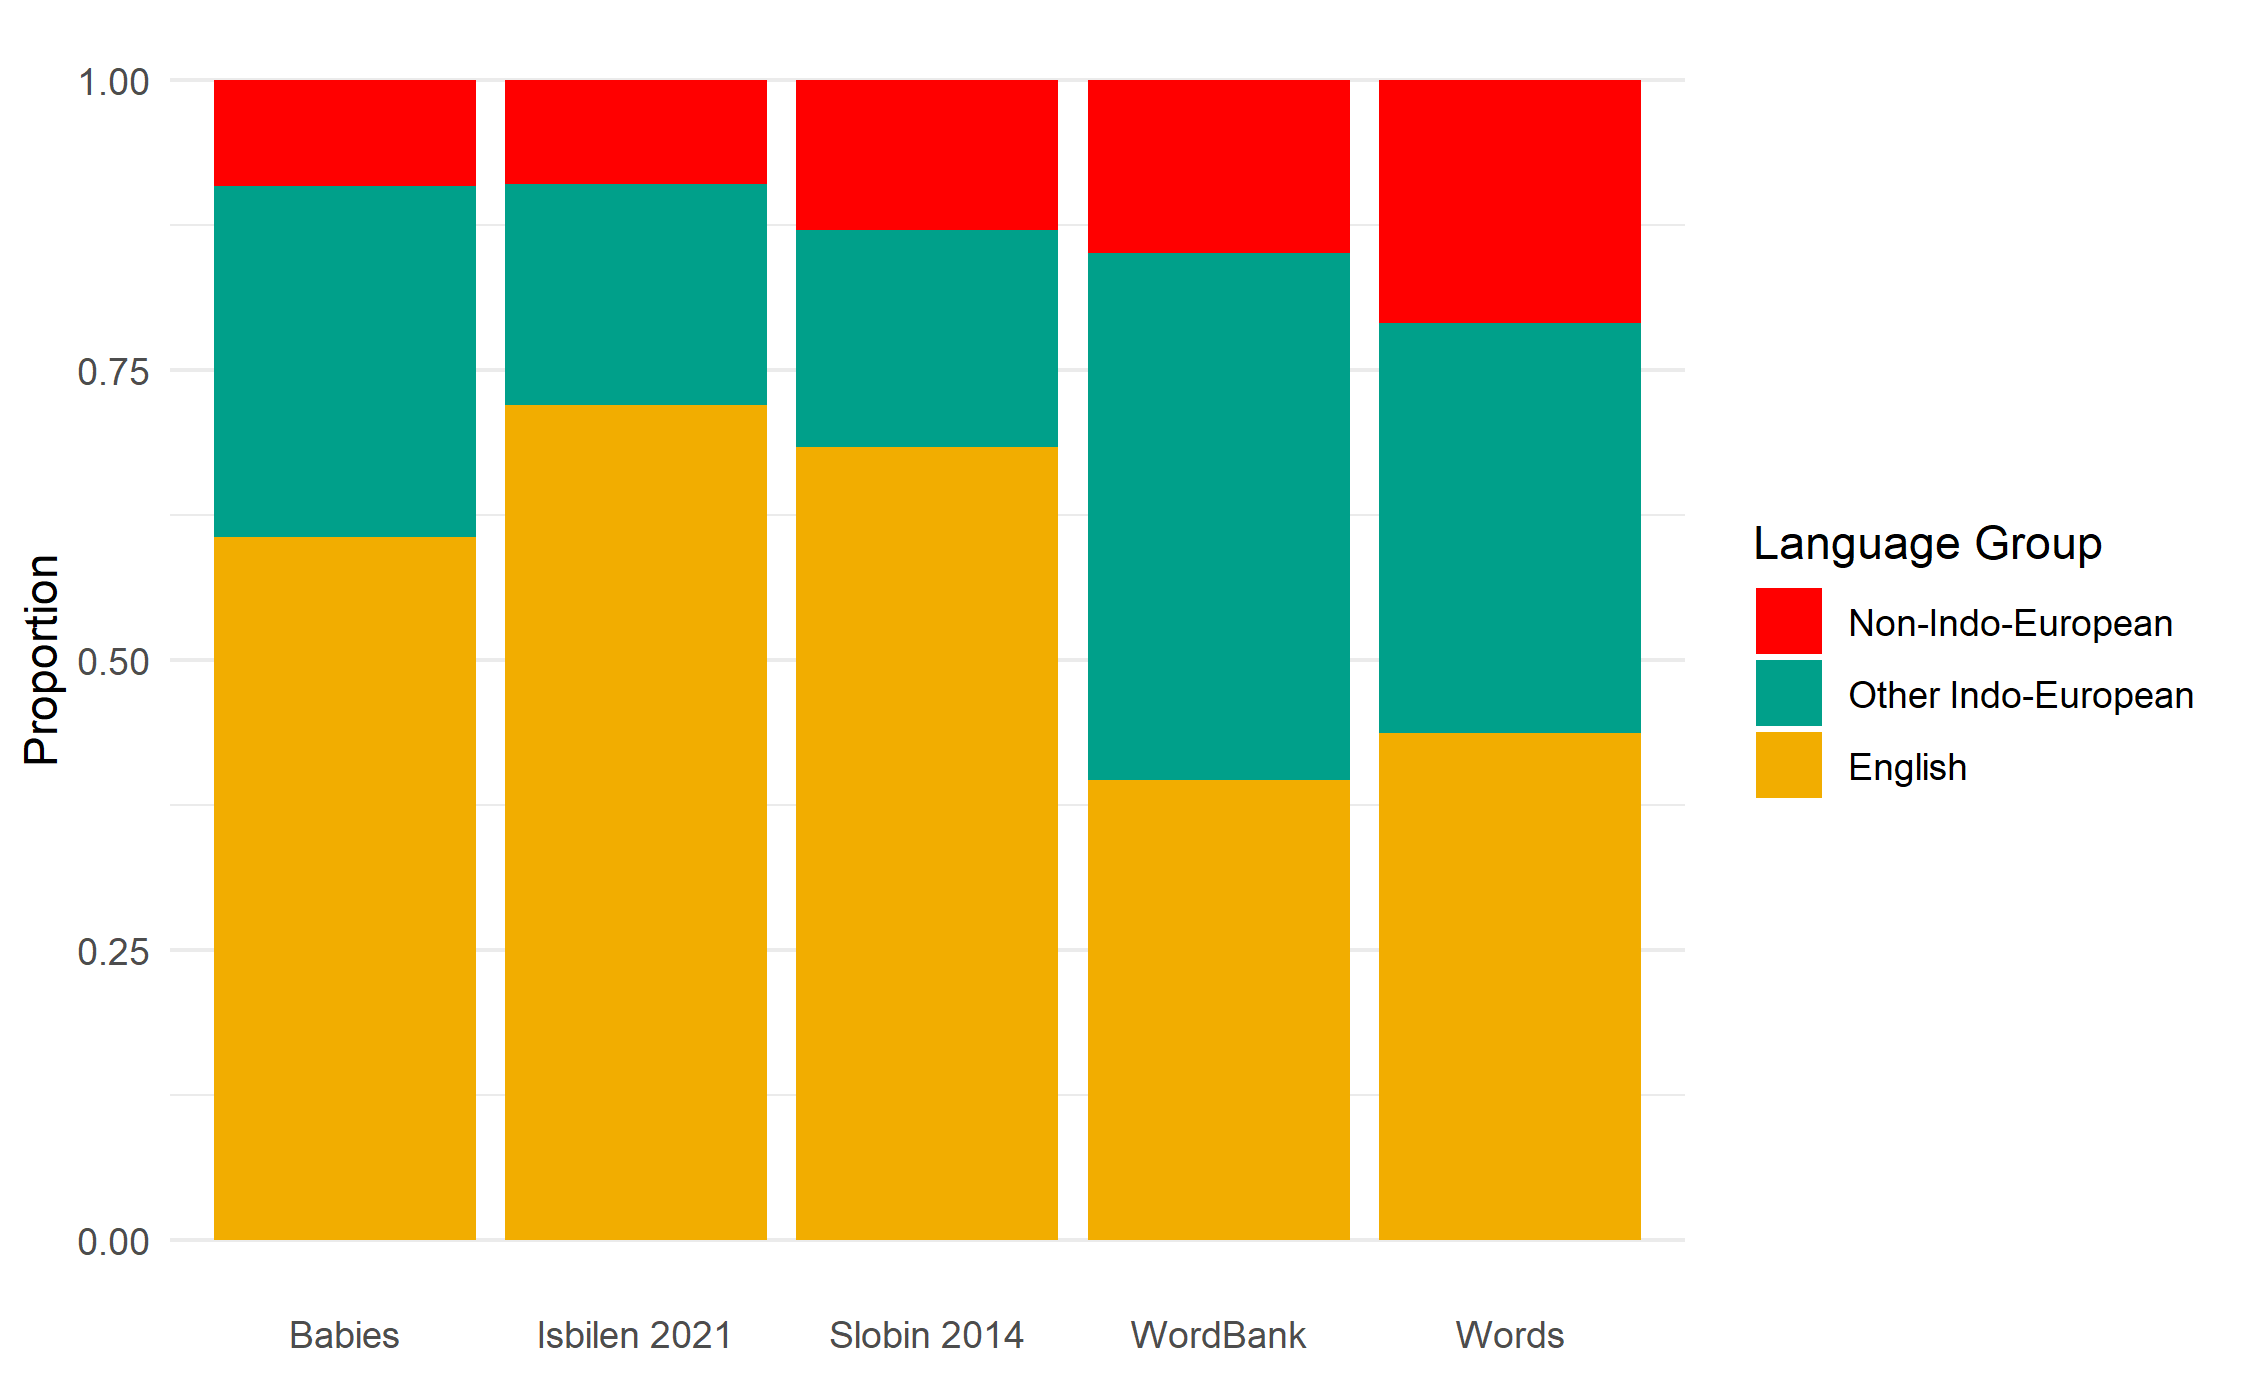 Proportion
1.00
0.75
0.50
0.25
0.00
Babies
Isbilen 2021
Slobin 2014
WordBank
Words
Language Group
Non-Indo-European
Other Indo-European
English